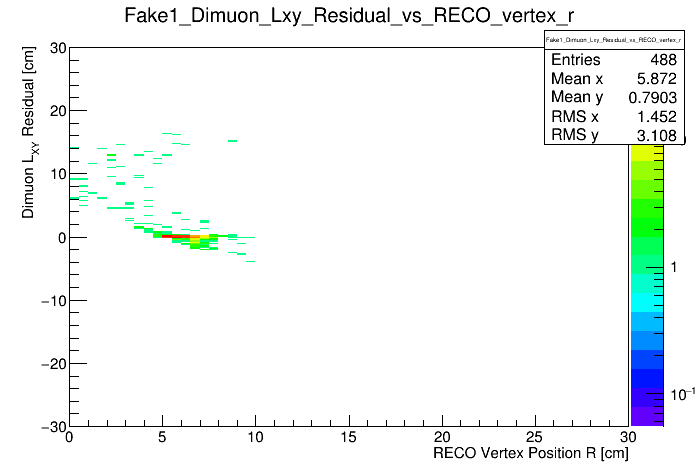 Fake1_Dimuon_Lxy_Residual_vs_RECO_vertex_r
Fake1_Dimuon_Lxy_Residual_vs_RECO_vertex_r
Entries 488
Mean x 5.872
Mean y 0.7903
RMS x 1.452
RMS y 3.108
Dimuon LXY Residual [cm]
30
20
10
0
−10
−20
−30
0 5 10 15 20 25 30
RECO Vertex Position R [cm]
1
10−1